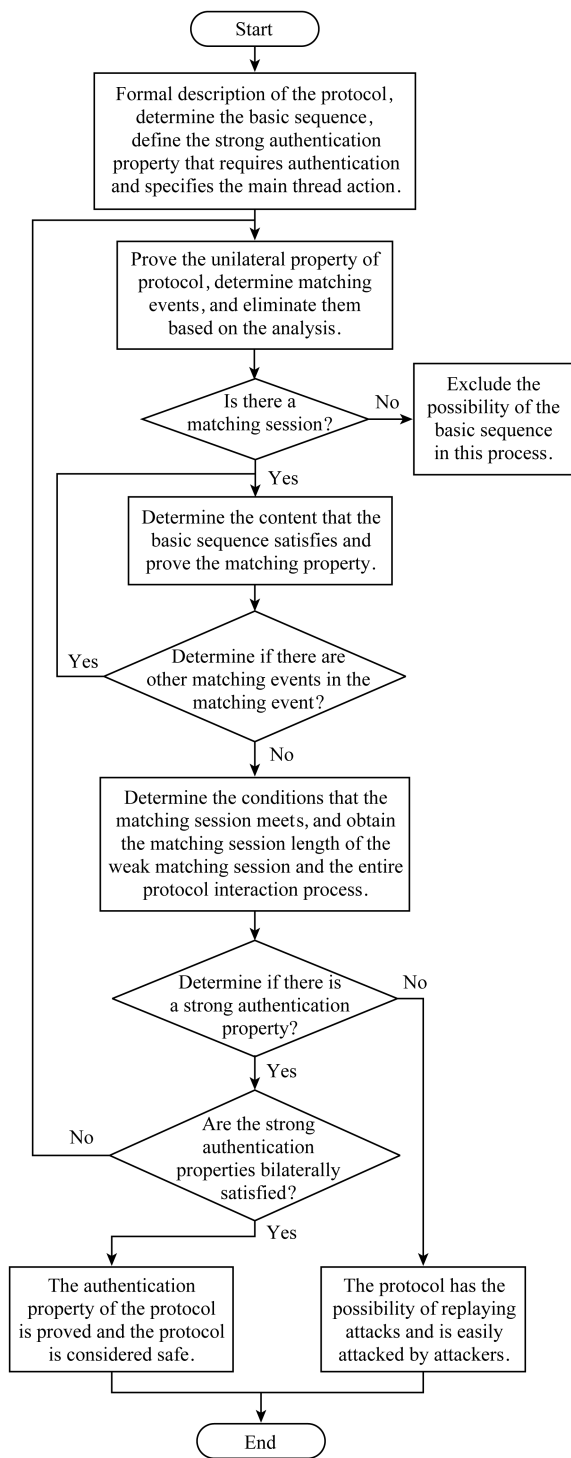 Start
Formal description of the protocol,
determine the basic sequence,
define the strong authentication
property that requires authentication
and specifies the main thread action.
Prove the unilateral property of
protocol, determine matching
events, and eliminate them
based on the analysis.
Is there a
matching session?
No
Exclude the
possibility of the
basic sequence
in this process.
Yes
Determine the content that the
basic sequence satisfies and
prove the matching property.
Yes
Determine if there are
other matching events in the
matching event?
No
Determine the conditions that the
matching session meets, and obtain
the matching session length of the
weak matching session and the entire
protocol interaction process.
Determine if there is
a strong authentication
property?
No
Yes
No
Are the strong
authentication
properties bilaterally
satisfied?
Yes
The authentication
property of the protocol
is proved and the protocol
is considered safe.
The protocol has the
possibility of replaying
attacks and is easily
attacked by attackers.
End